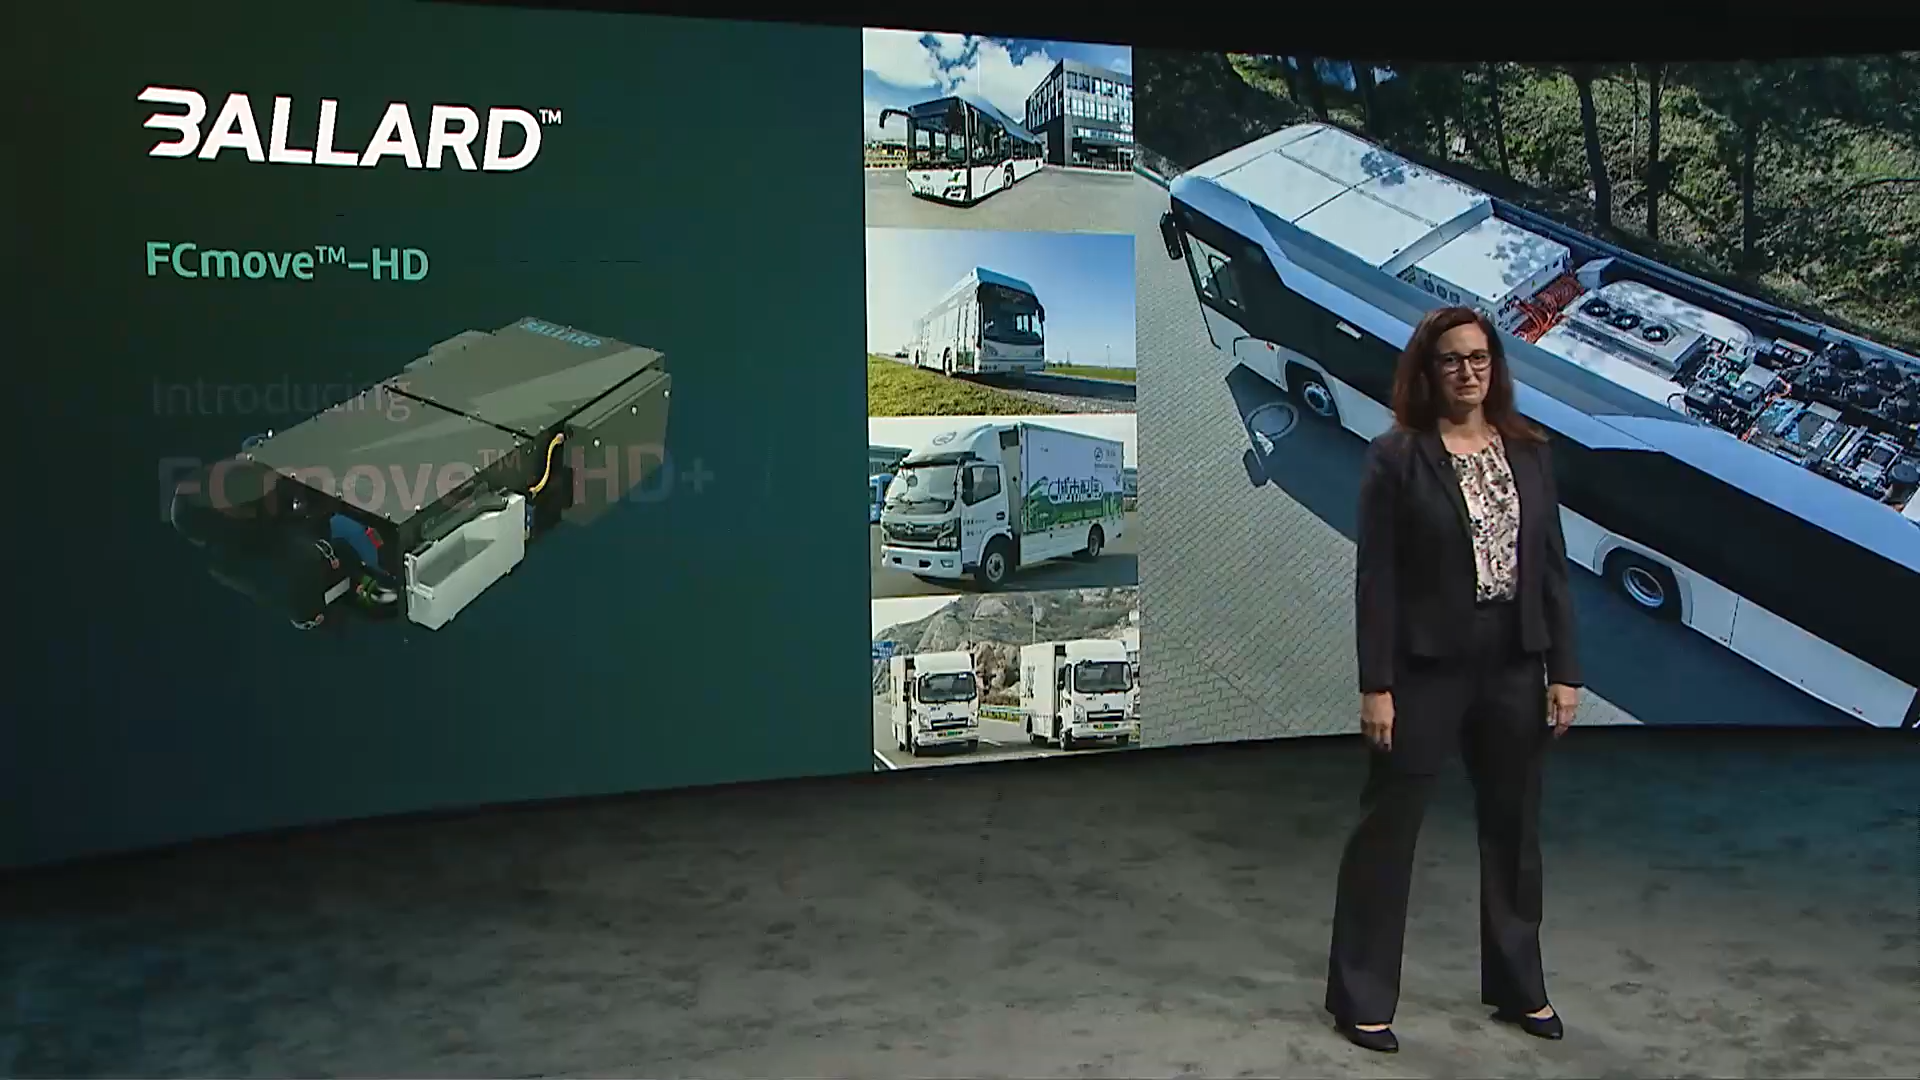 BALLARD™
FCmove™–HD
BALLARD
Introducing
FCmove™–HD+